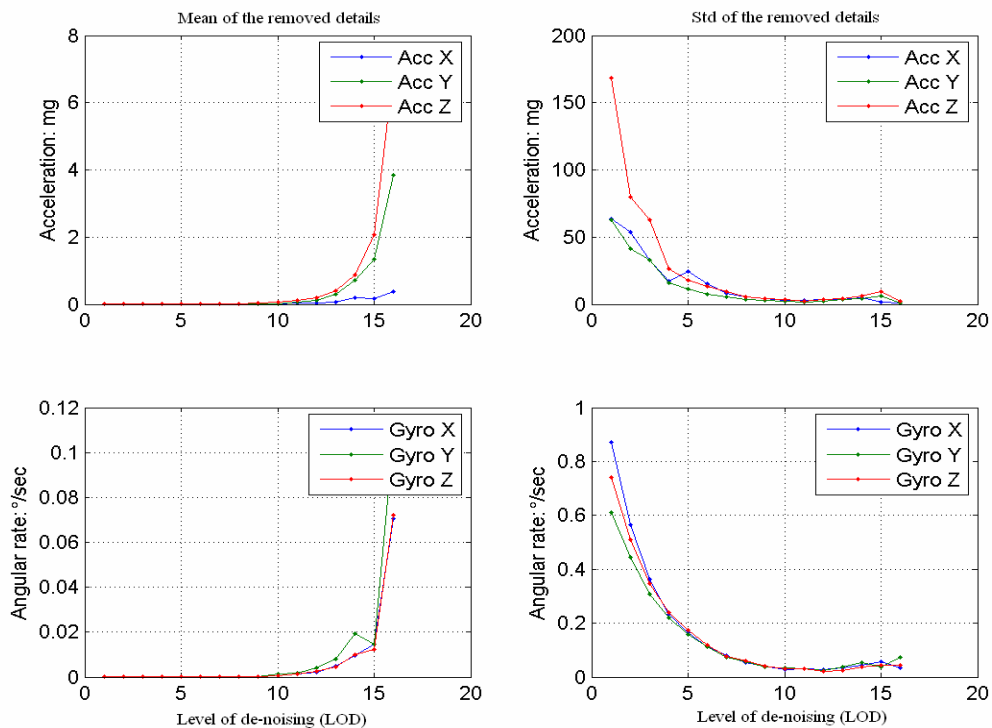 Mean of the removed details
8
6
4
2
0
0
5
10
15
20
Acceleration: mg
Acc X
Acc Y
Acc Z
Std of the removed details
200
150
100
50
0
0
5
10
15
20
Acceleration: mg
Acc X
Acc Y
Acc Z
0.12
0.1
0.08
0.06
0.04
0.02
0
0
5
10
15
20
Angular rate: °/sec
Gyro X
Gyro Y
Gyro Z
Level of de-noising (LOD)
1
0.8
0.6
0.4
0.2
0
0
5
10
15
20
Angular rate: °/sec
Gyro X
Gyro Y
Gyro Z
Level of de-noising (LOD)